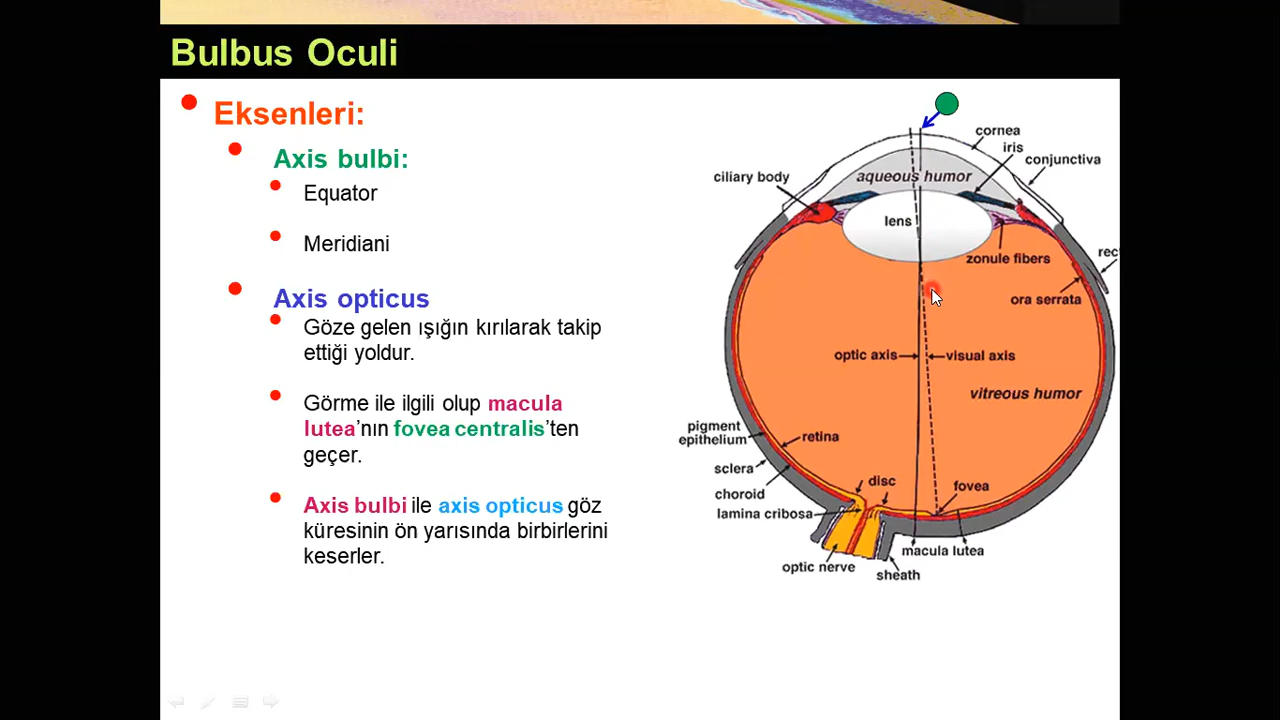 Bulbus Oculi
Eksenleri:
Axis bulbi:
Equator
Meridiani
Axis opticus
Göze gelen ışığın kırılarak takip
ettiği yoldur.
Görme ile ilgili olup macula
lutea’nın fovea centralis’ten
geçer.
Axis bulbi ile axis opticus göz
küresinin ön yarısında birbirlerini
keserler.
cornea
iris
conjunctiva
ciliary body
aqueous humor
lens
zonule fibers
rect
ora serrata
optic axis
visual axis
vitreous humor
pigment
epithelium
retina
sclera
choroid
disc
fovea
lamina cribosa
macula lutea
optic nerve
sheath